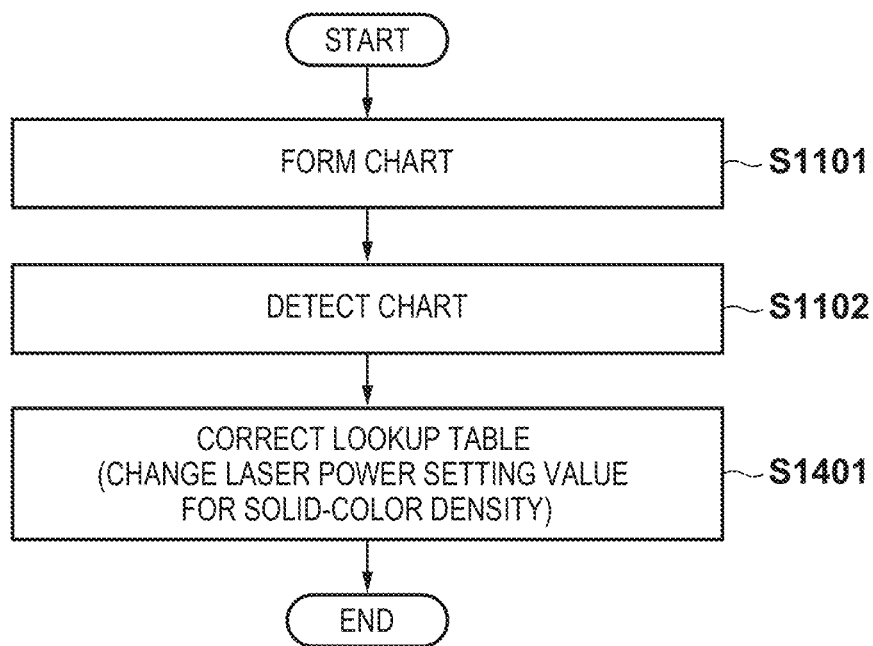 START
FORM CHART
S1101
DETECT CHART
S1102
CORRECT LOOKUP TABLE
(CHANGE LASER POWER SETTING VALUE
FOR SOLID-COLOR DENSITY)
S1401
END